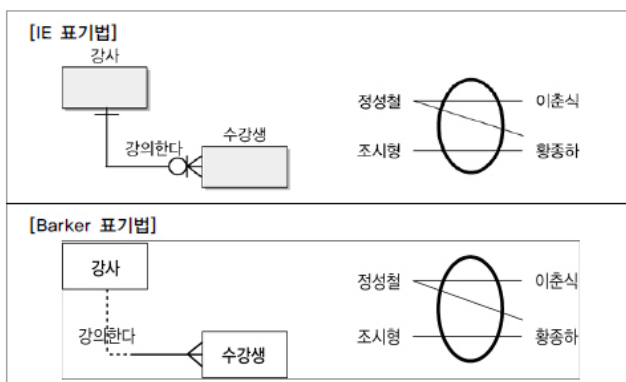 [IE 표기법]
강사
강의한다
수강생
정성철
이춘식
조시형
황종하
[Barker 표기법]
강사
강의한다
수강생
정성철
이춘식
조시형
황종하